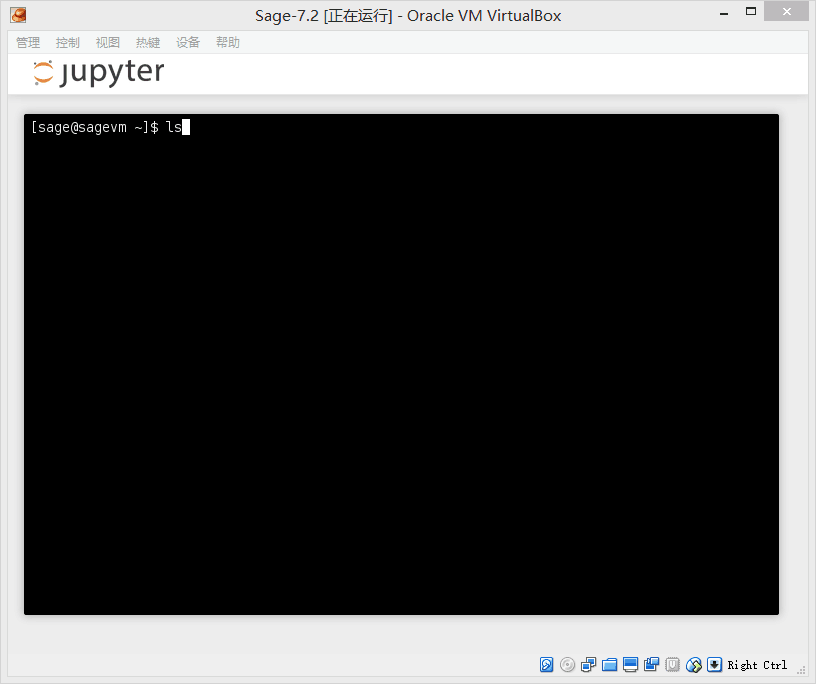 Sage-7.2 [正在运行] - Oracle VM VirtualBox
管理 控制 视图 热键 设备 帮助
jupyter
[sage@sagevm ~]$ ls
Right Ctrl